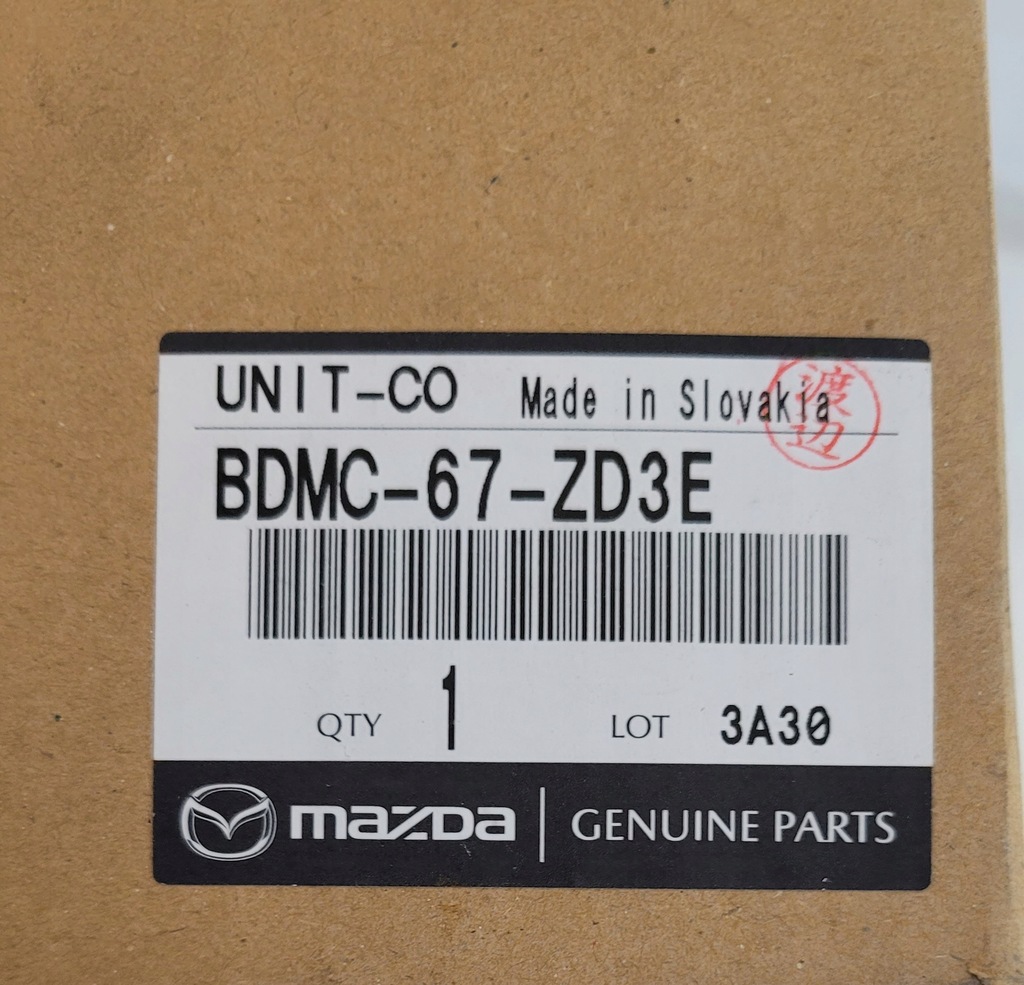 UNIT-CO Made in Slovakia
渡辺
BDMC-67-ZD3E
QTY 1 LOT 3A30
mazda GENUINE PARTS